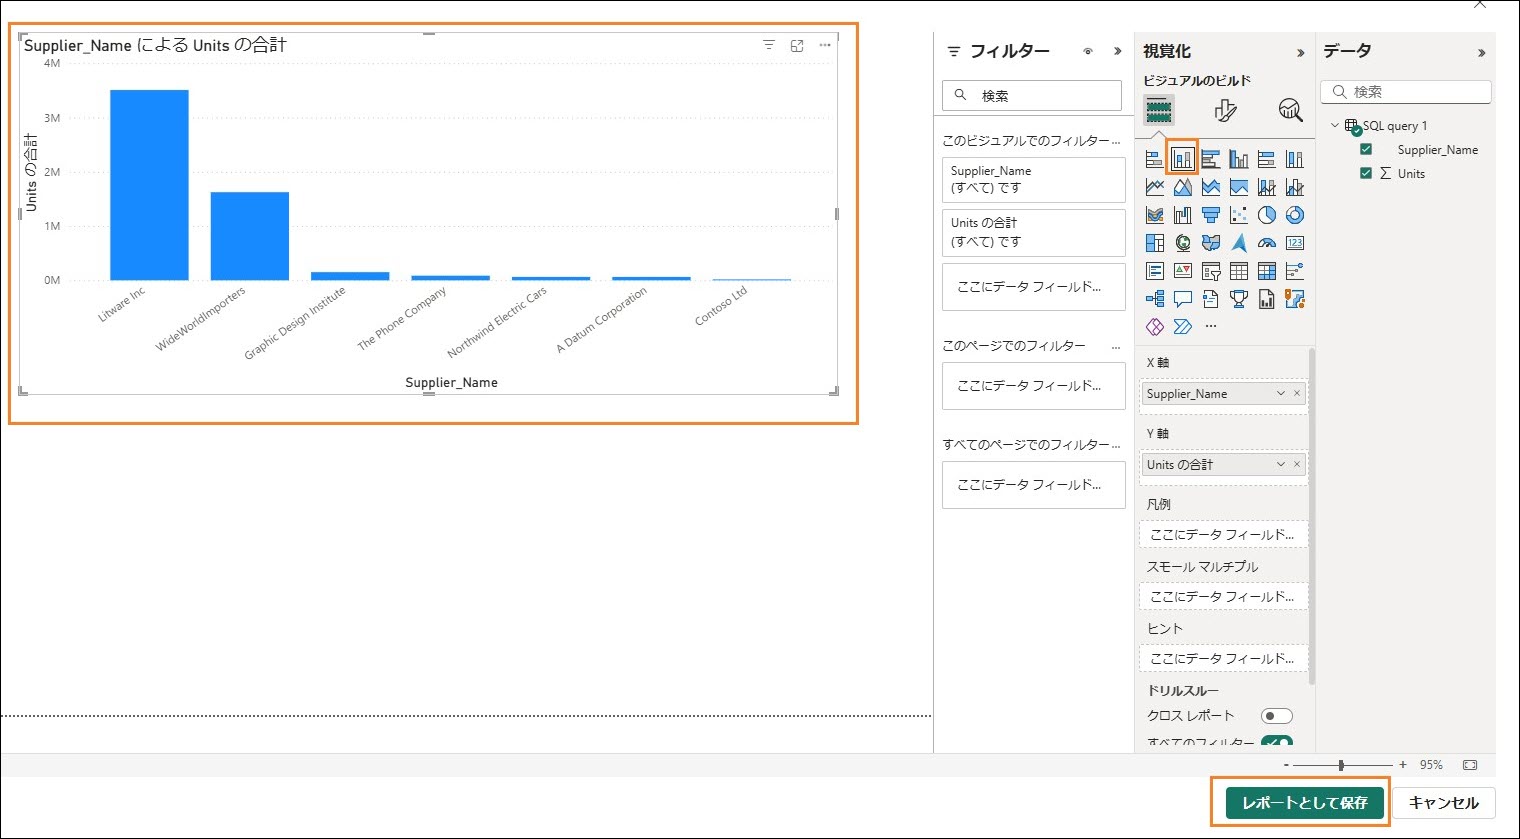 Supplier_Name による Units の合計
Units の合計
4M
3M
2M
1M
0M
Litware Inc
WideWorldImporters
Graphic Design Institute
The Phone Company
Northwind Electric Cars
A Datum Corporation
Contoso Ltd
Supplier_Name
フィルター
検索
このビジュアルでのフィルター...
Supplier_Name
(すべて) です
Units の合計
(すべて) です
ここにデータ フィールド...
このページでのフィルター ...
ここにデータ フィールド...
すべてのページでのフィルター...
ここにデータ フィールド...
視覚化
ビジュアルのビルド
123
...
X 軸
Supplier_Name
Y 軸
Units の合計
凡例
ここにデータ フィールド...
スモール マルチプル
ここにデータ フィールド...
ヒント
ここにデータ フィールド...
ドリルスルー
クロス レポート
すべてのフィルター
データ
検索
SQL query 1
Supplier_Name
Σ Units
- + 95%
レポートとして保存
キャンセル